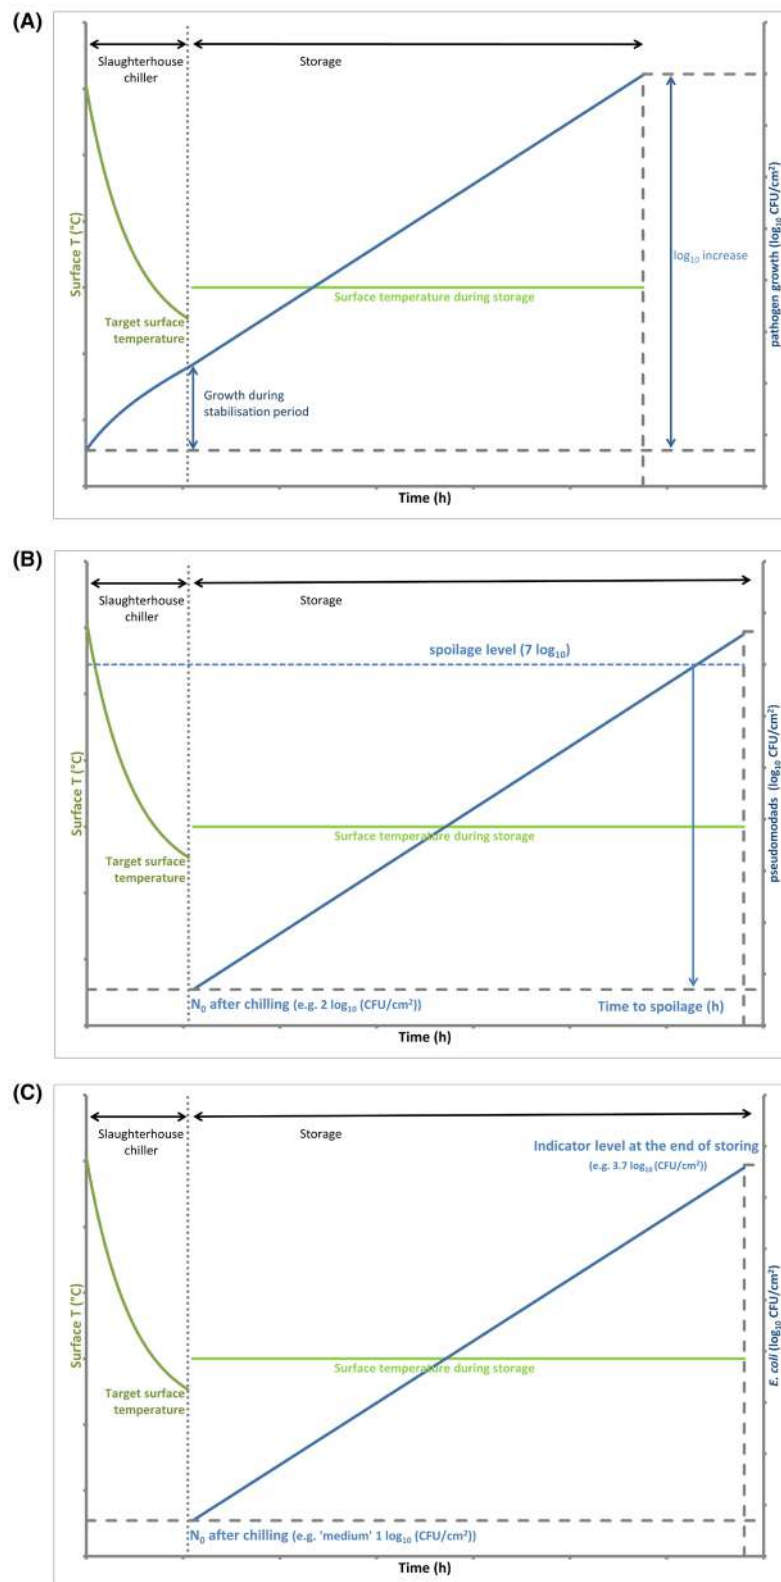 (A)
Slaughterhouse
chiller
Storage
Surface T (°C)
pathogen growth (log₁₀ CFU/cm²)
log₁₀ increase
Surface temperature during storage
Target surface
temperature
Growth during
stabilisation period
Time (h)
(B)
Slaughterhouse
chiller
Storage
spoilage level (7 log₁₀)
Surface T (°C)
pseudomodads (log₁₀ CFU/cm²)
Surface temperature during storage
Target surface
temperature
N₀ after chilling (e.g. 2 log₁₀ (CFU/cm²))
Time to spoilage (h)
Time (h)
(C)
Slaughterhouse
chiller
Storage
Indicator level at the end of storing
(e.g. 3.7 log₁₀ (CFU/cm²))
Surface T (°C)
E. coli (log₁₀ CFU/cm²)
Surface temperature during storage
Target surface
temperature
N₀ after chilling (e.g. 'medium' 1 log₁₀ (CFU/cm²))
Time (h)